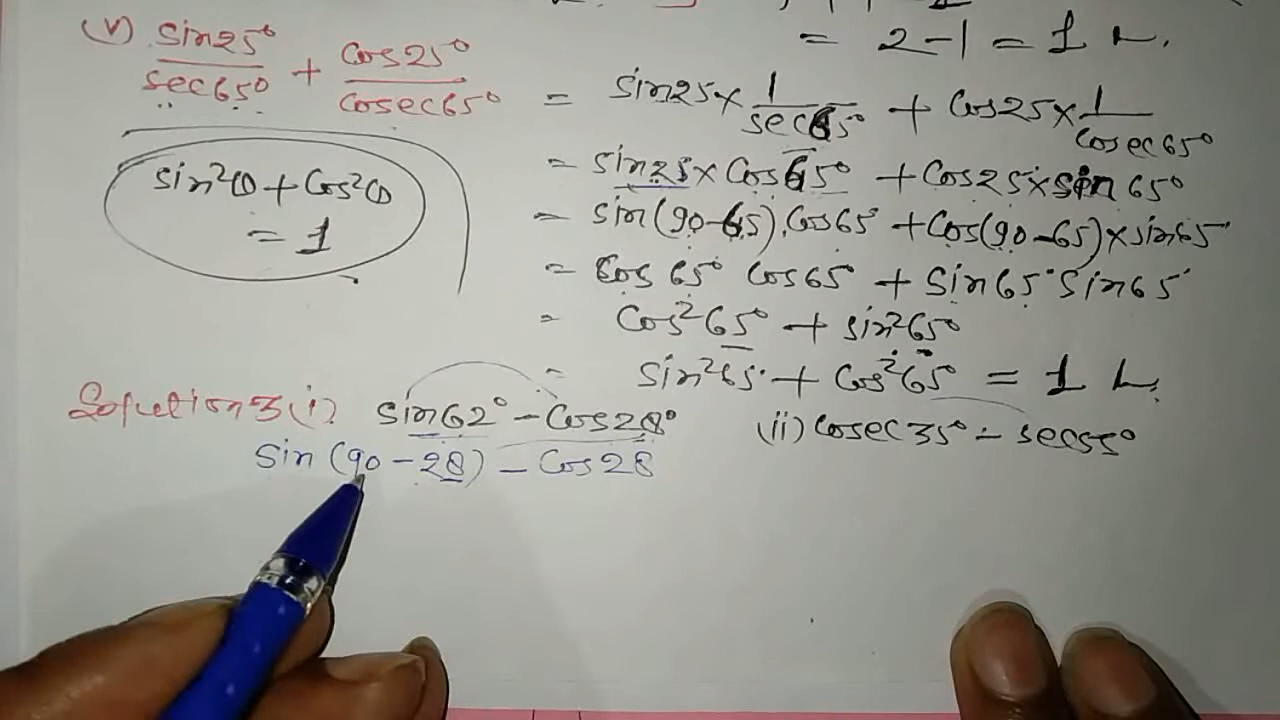 = 2-1 = 1
(v) sin25°/sec65° + cos25°/cosec65°
= sin25×1/sec65° + cos25×1/cosec65°
= sin25×cos65° + cos25×sin65°
= sin(90-65).cos65° + cos(90-65)×sin65°
= cos65° cos65° + sin65° sin65°
= cos²65° + sin²65°
= sin²65° + cos²65° = 1
sin²θ + cos²θ
= 1
Solution 3(i). sin62° - cos28°
sin(90-28) - cos28
(ii) cosec35° - sec55°